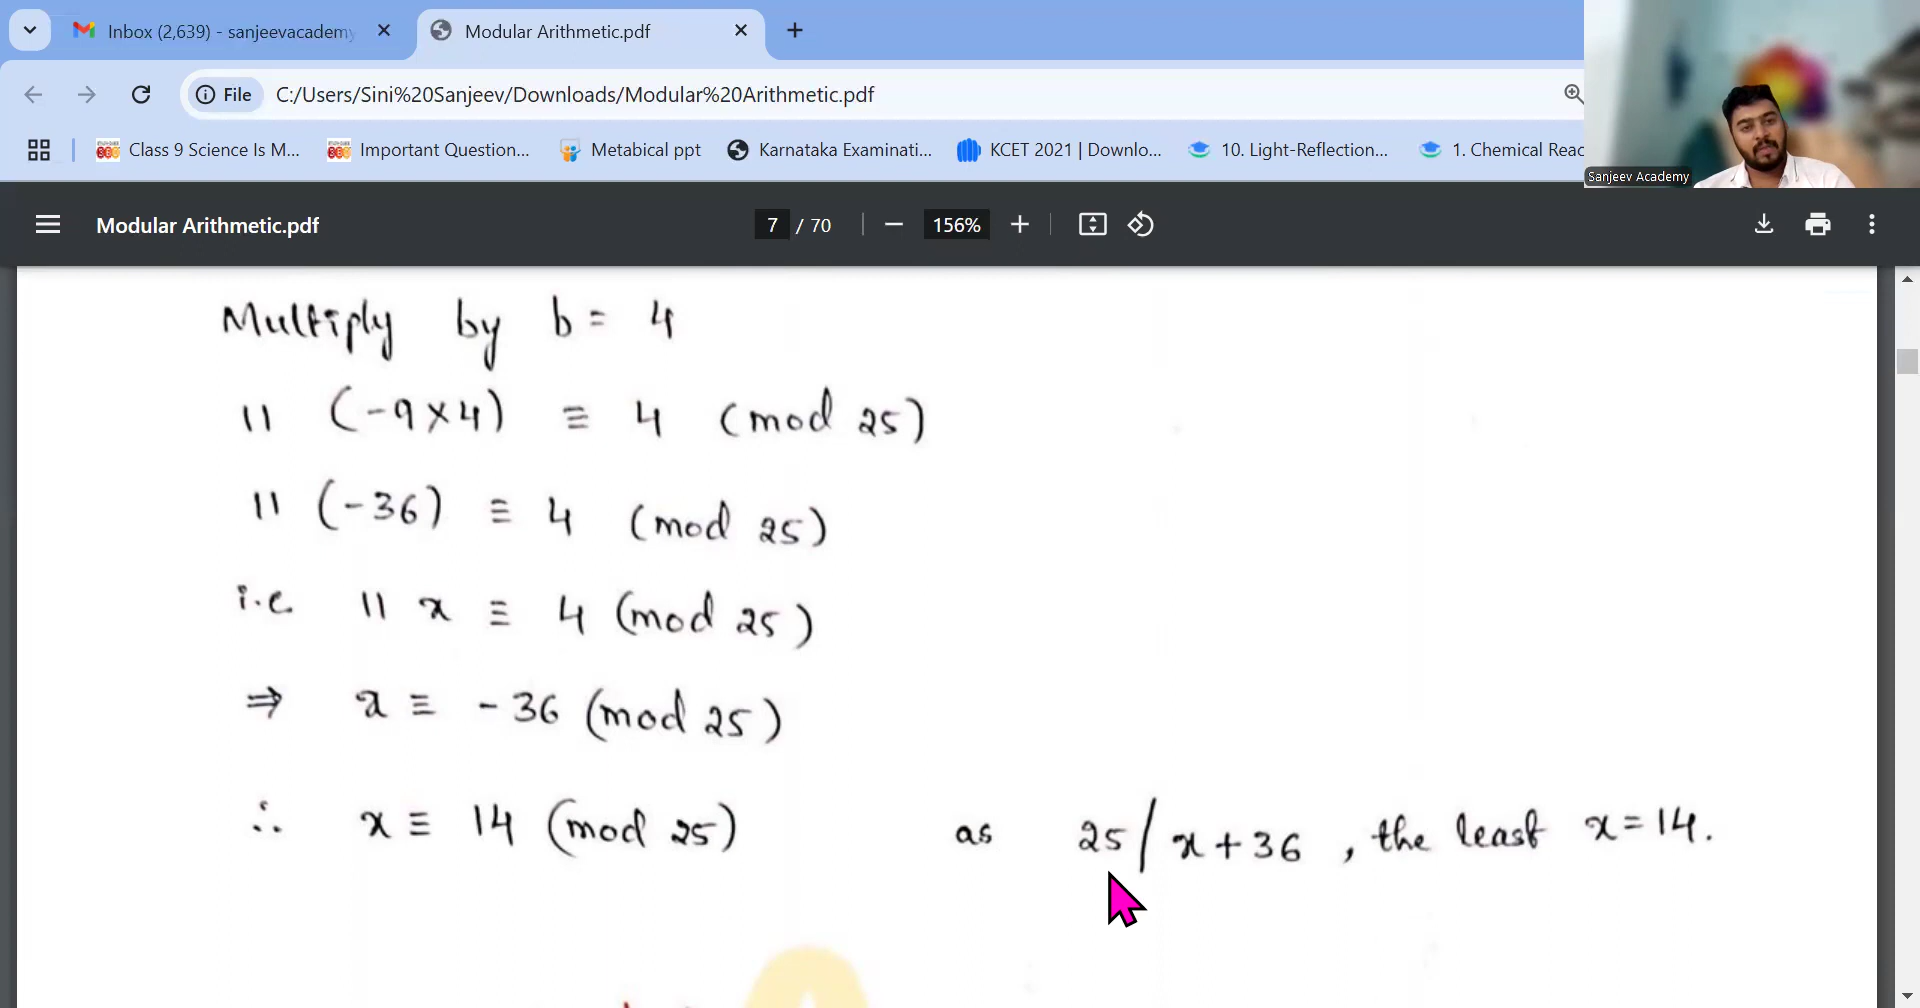 Inbox (2,639) - sanjeevacademy
Modular Arithmetic.pdf
File
C:/Users/Sini%20Sanjeev/Downloads/Modular%20Arithmetic.pdf
Class 9 Science Is M...
Important Question...
Metabical ppt
Karnataka Examinati...
KCET 2021 | Downlo...
10. Light-Reflection...
1. Chemical Reac
Sanjeev Academy
Modular Arithmetic.pdf
7 / 70
156%
Multiply by b = 4
11 (-9×4) ≡ 4 (mod 25)
11 (-36) ≡ 4 (mod 25)
i.e 11 x ≡ 4 (mod 25)
⇒ x ≡ -36 (mod 25)
∴ x ≡ 14 (mod 25) as 25/x+36, the least x=14.